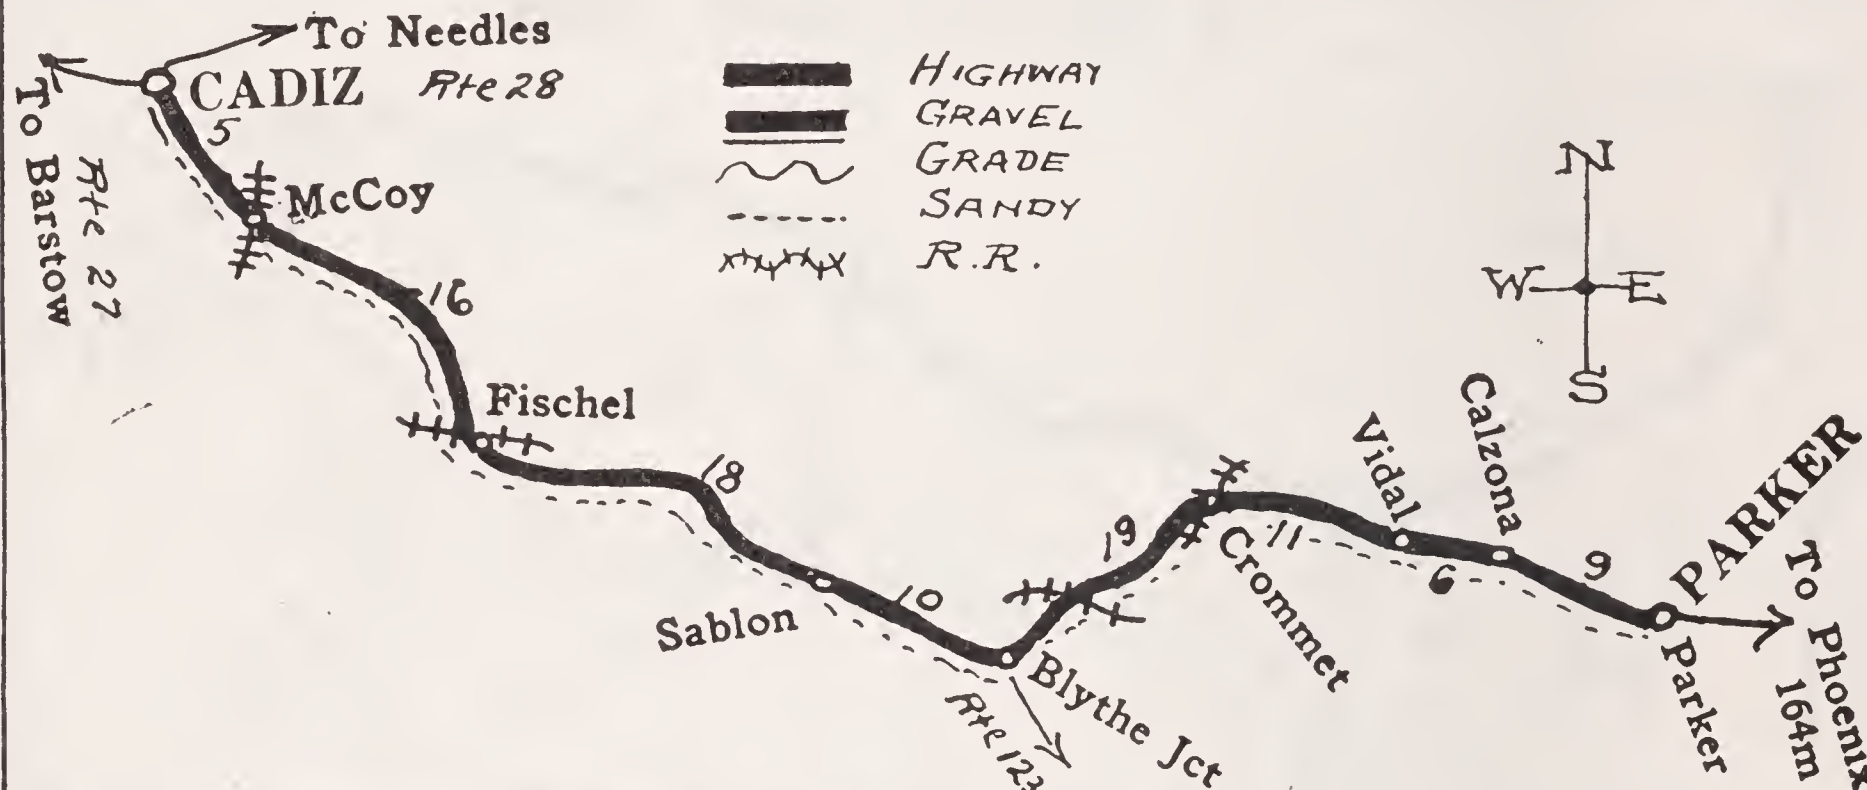 To Needles
CADIZ Rte 28
To Barstow
Rte 27
HIGHWAY
GRAVEL
GRADE
SANDY
R.R.
N
W E
S
5
McCoy
16
Fischel
18
Sablon
10
Blythe Jct
Rte 123
19
Crommet
11
Vidal
6
Calzona
9
PARKER
Parker
To Phoenix
164m